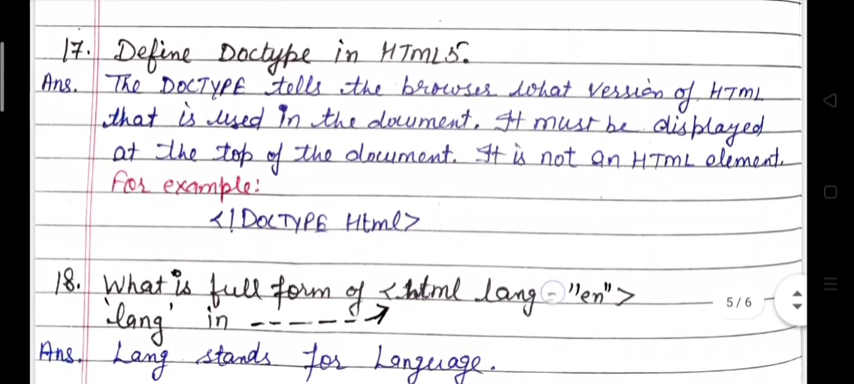 17. Define Doctype in HTML5.
Ans. The DOCTYPE tells the browser what version of HTML
that is used in the document. It must be displayed
at the top of the document. It is not an HTML element.
For example:
<!DOCTYPE Html>
18. What is full form of <html lang = "en">
'lang' in ------>
5/6
Ans. Lang stands for Language.